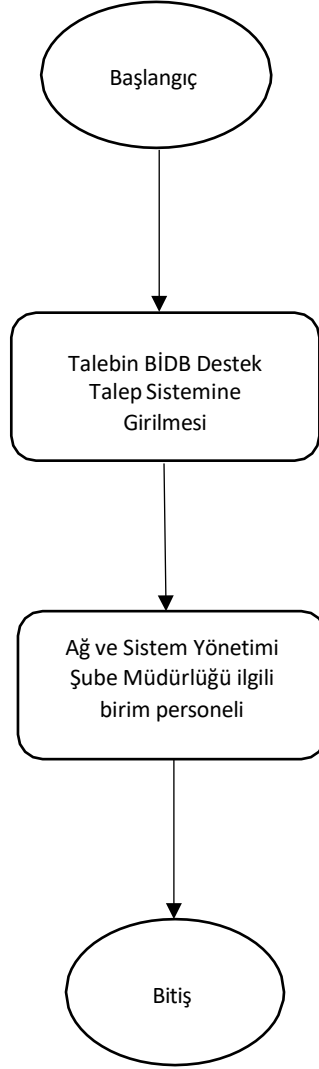 Başlangıç
Talebin BİDB Destek
Talep Sistemine
Girilmesi
Ağ ve Sistem Yönetimi
Şube Müdürlüğü ilgili
birim personeli
Bitiş